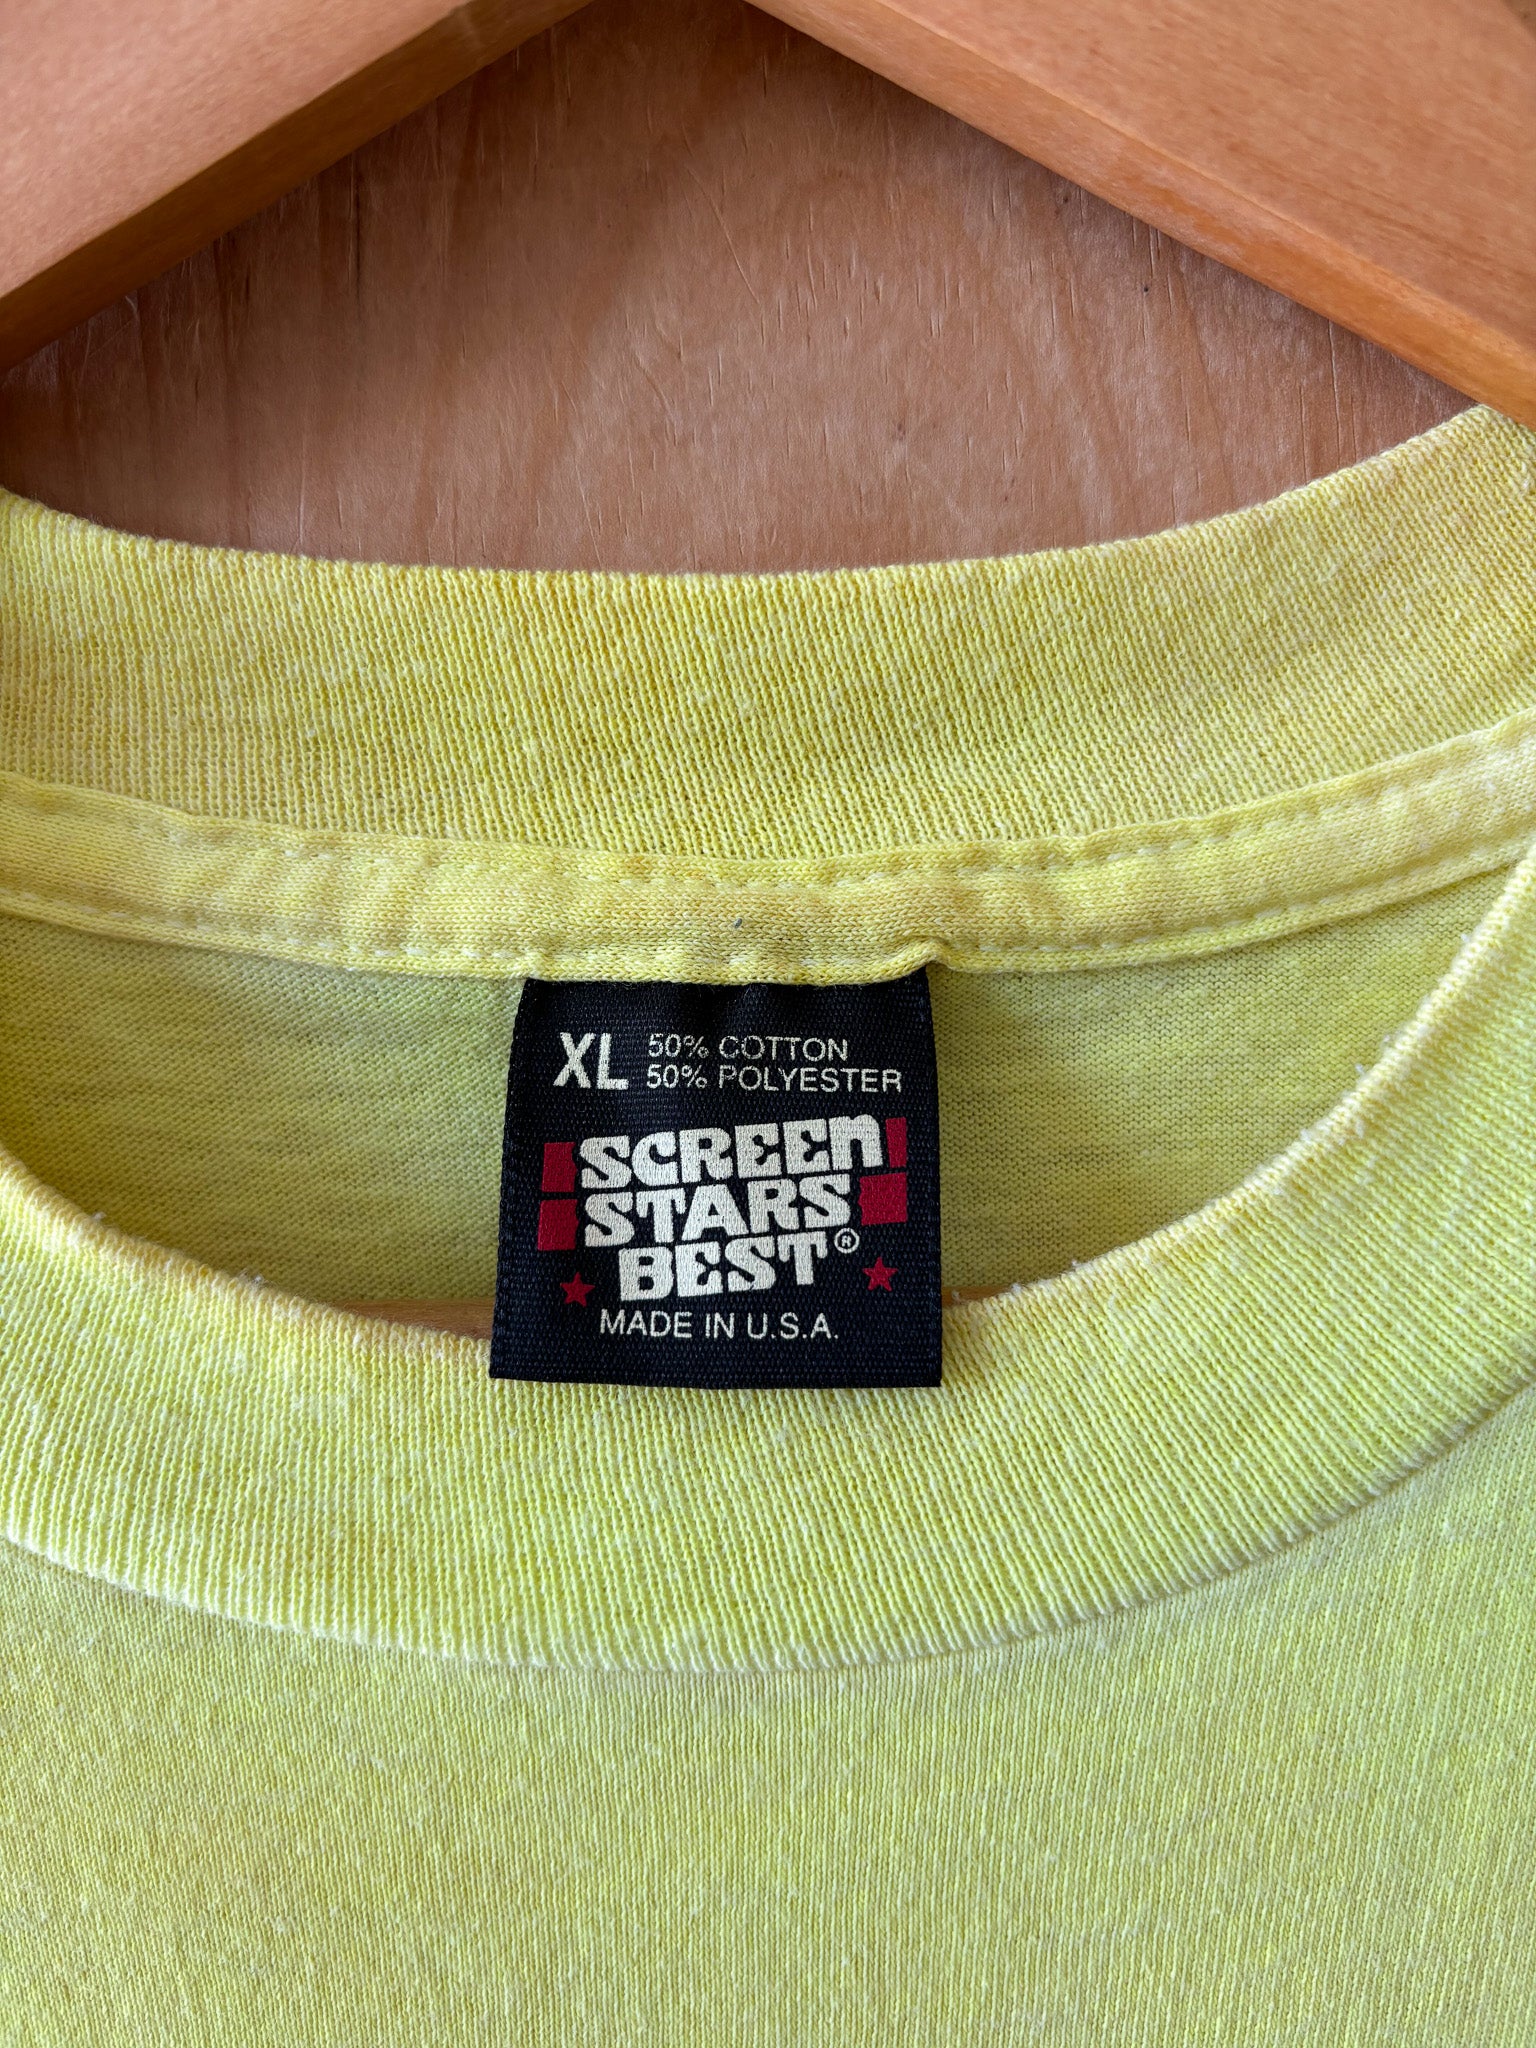 XL 50% COTTON
50% POLYESTER
SCREEN
STARS
BEST®
MADE IN U.S.A.